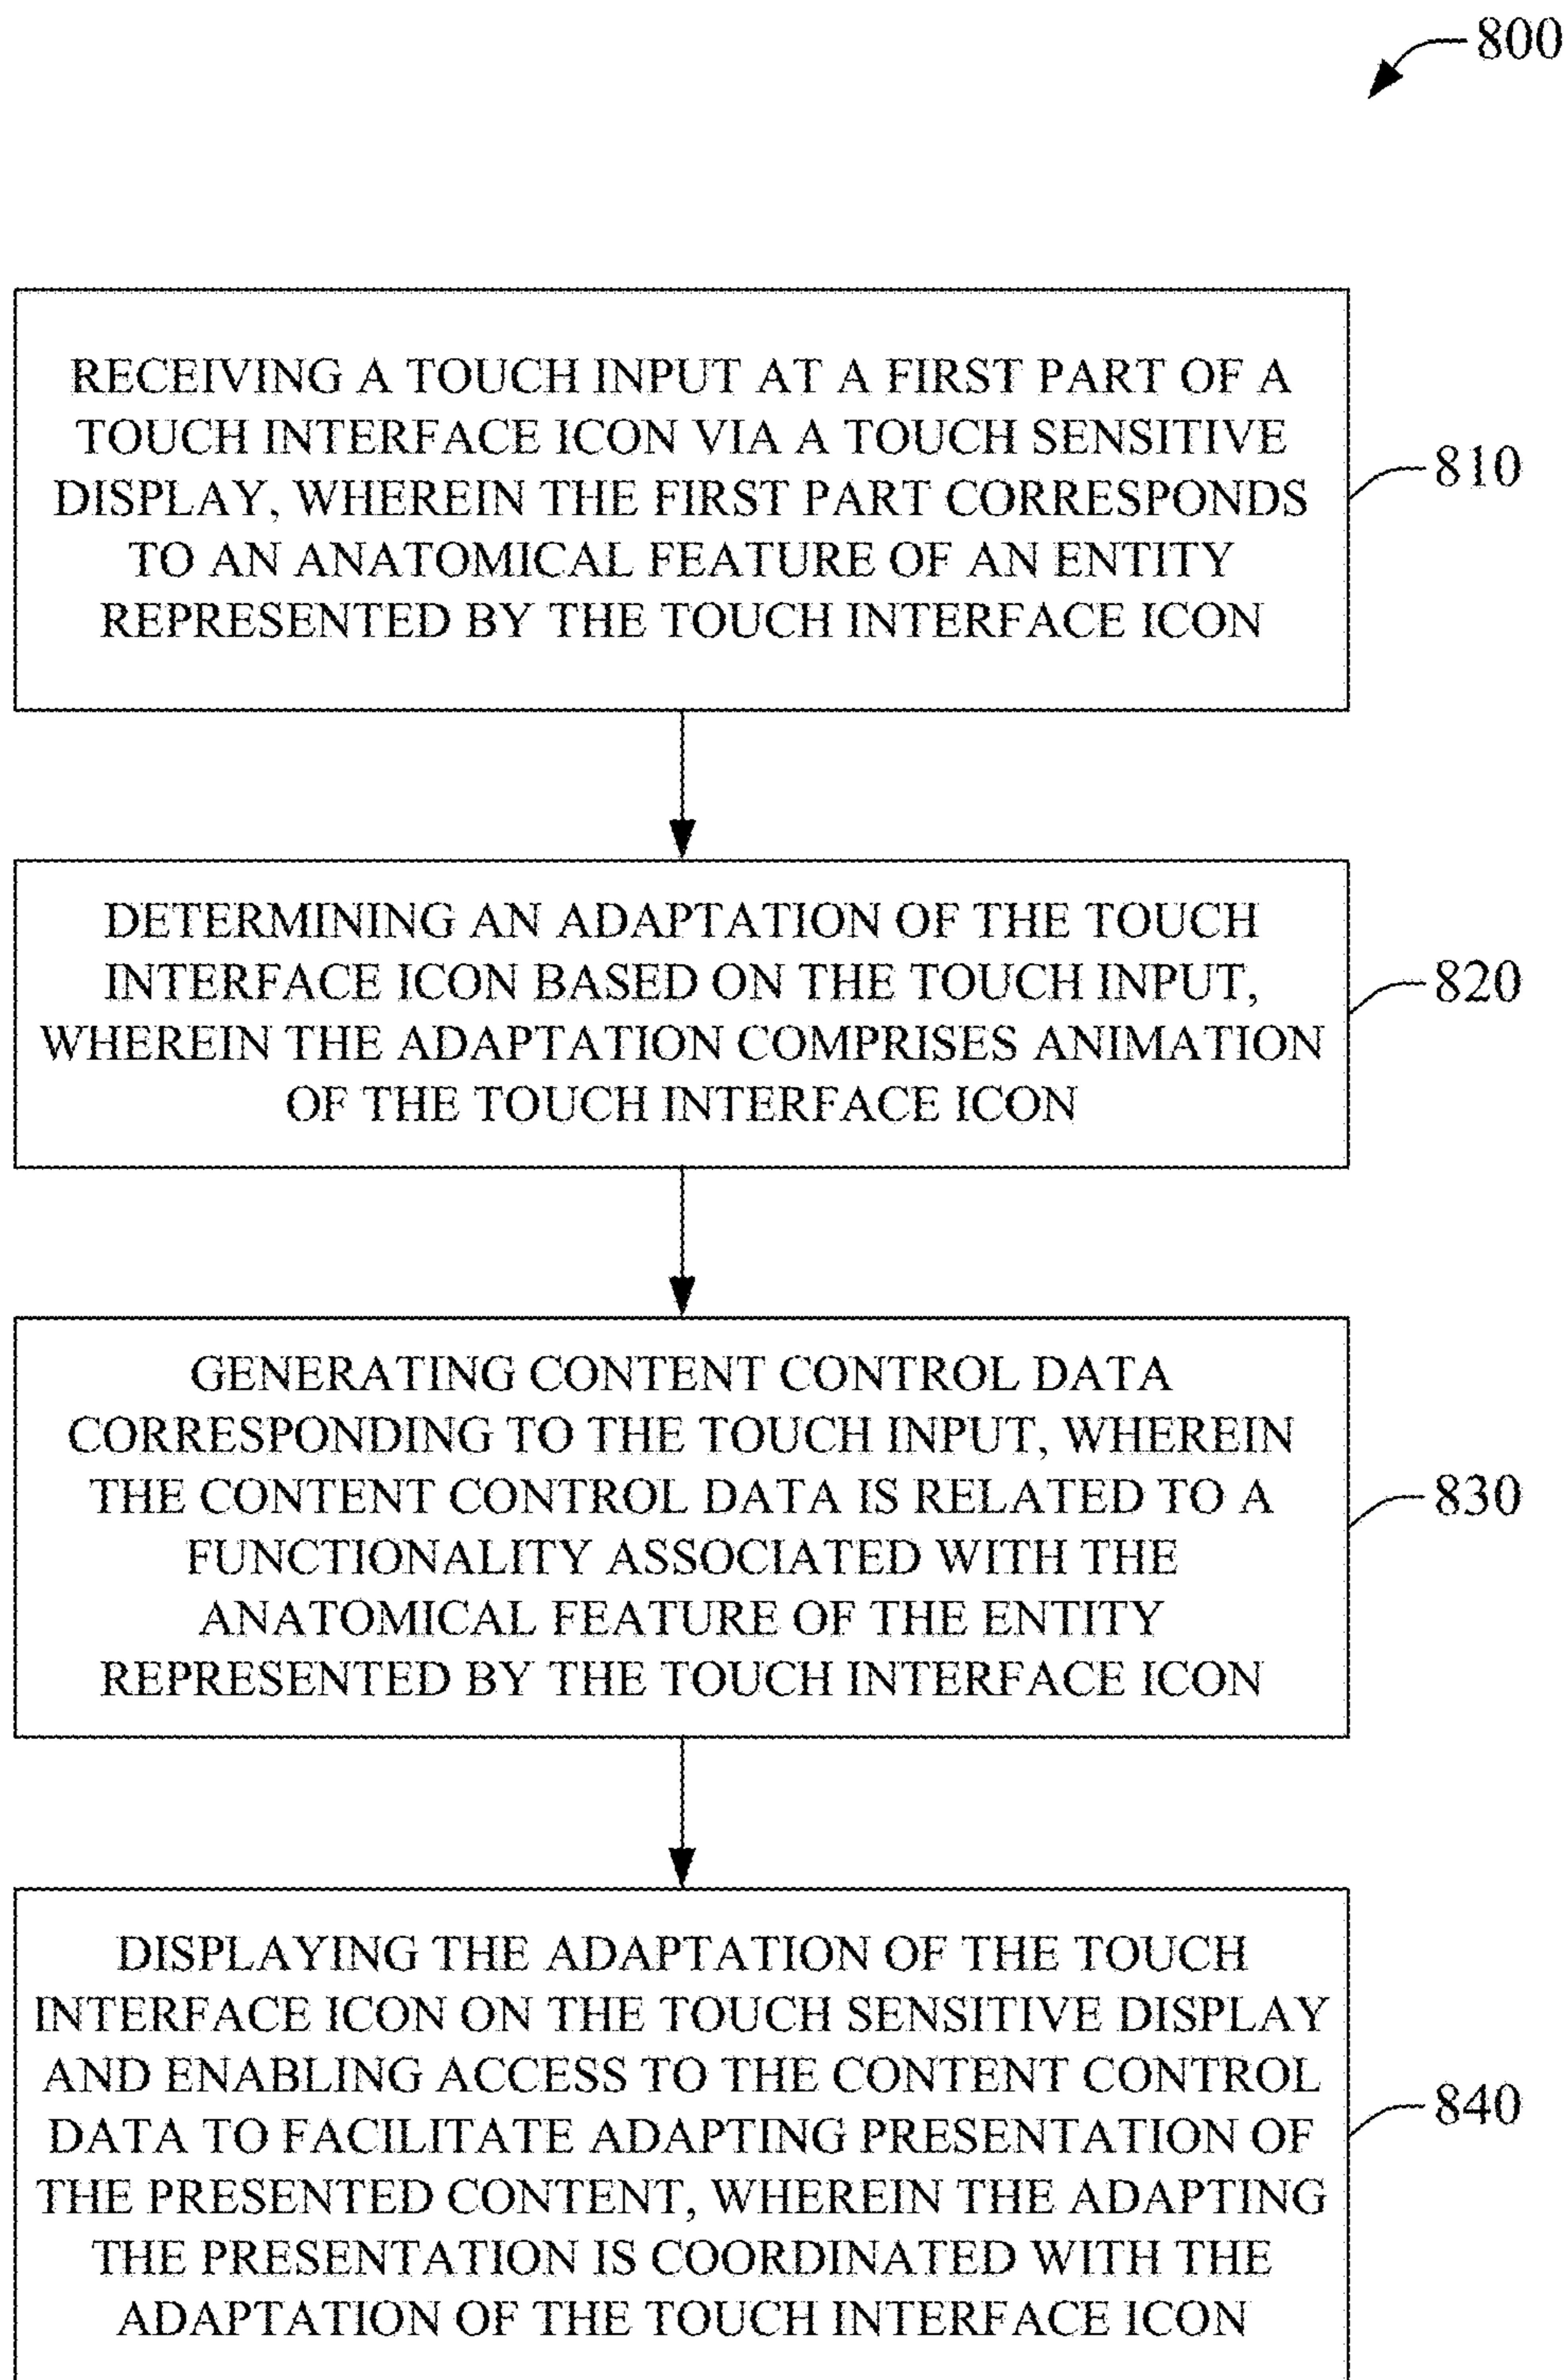 800
RECEIVING A TOUCH INPUT AT A FIRST PART OF A
TOUCH INTERFACE ICON VIA A TOUCH SENSITIVE
DISPLAY, WHEREIN THE FIRST PART CORRESPONDS
TO AN ANATOMICAL FEATURE OF AN ENTITY
REPRESENTED BY THE TOUCH INTERFACE ICON
810
DETERMINING AN ADAPTATION OF THE TOUCH
INTERFACE ICON BASED ON THE TOUCH INPUT,
WHEREIN THE ADAPTATION COMPRISES ANIMATION
OF THE TOUCH INTERFACE ICON
820
GENERATING CONTENT CONTROL DATA
CORRESPONDING TO THE TOUCH INPUT, WHEREIN
THE CONTENT CONTROL DATA IS RELATED TO A
FUNCTIONALITY ASSOCIATED WITH THE
ANATOMICAL FEATURE OF THE ENTITY
REPRESENTED BY THE TOUCH INTERFACE ICON
830
DISPLAYING THE ADAPTATION OF THE TOUCH
INTERFACE ICON ON THE TOUCH SENSITIVE DISPLAY
AND ENABLING ACCESS TO THE CONTENT CONTROL
DATA TO FACILITATE ADAPTING PRESENTATION OF
THE PRESENTED CONTENT, WHEREIN THE ADAPTING
THE PRESENTATION IS COORDINATED WITH THE
ADAPTATION OF THE TOUCH INTERFACE ICON
840